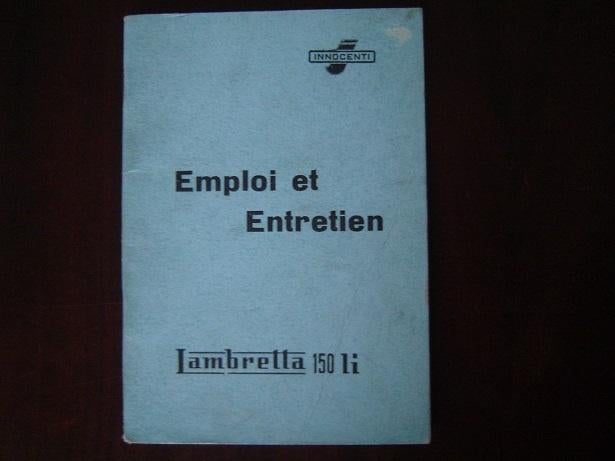 INNOCENTI
Emploi et
Entretien
Lambretta 150 li